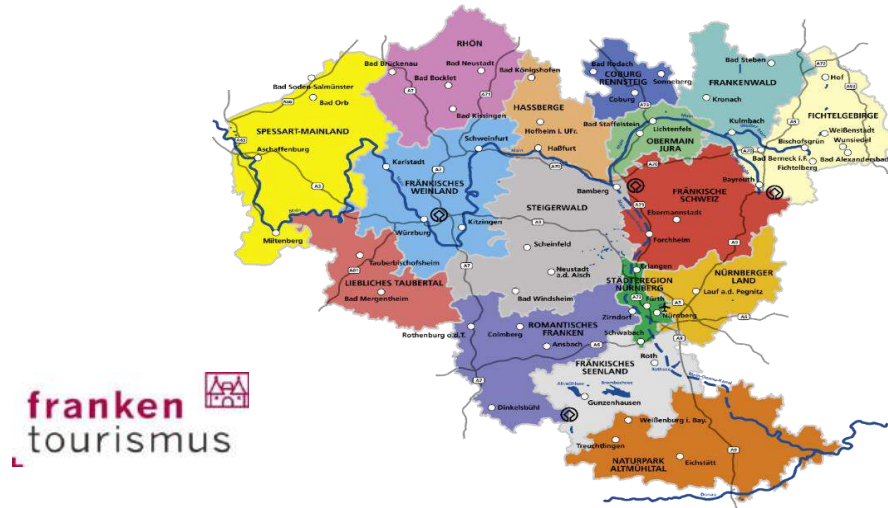 RHÖN
Bad Brückenau
Bad Neustadt
Bad Bocklet
Bad Kissingen
Bad Soden-Salmünster
Bad Orb
SPESSART-MAINLAND
Aschaffenburg
Miltenberg
Bad Königshofen
HASSBERGE
Hofheim i. UFr.
Haßfurt
Bad Rodach
COBURG
RENNSTEIG
Sonneberg
Coburg
Bad Staffelstein
Lichtenfels
OBERMAIN
JURA
Bad Steben
FRANKENWALD
Kronach
Kulmbach
Hof
FICHTELGEBIRGE
Weißenstadt
Wunsiedel
Bischofsgrün
Bad Alexandersbad
Bad Berneck i.F.
Fichtelberg
Schweinfurt
Karlstadt
FRÄNKISCHES
WEINLAND
Würzburg
Kitzingen
Bamberg
STEIGERWALD
Scheinfeld
Neustadt
a.d. Aisch
Bad Windsheim
Bayreuth
FRÄNKISCHE
SCHWEIZ
Ebermannstadt
Forchheim
Tauberbischofsheim
LIEBLICHES TAUBERTAL
Bad Mergentheim
Erlangen
STÄDTEREGION
NÜRNBERG
Fürth
Zirndorf
Nürnberg
Schwabach
NÜRNBERGER
LAND
Lauf a.d. Pegnitz
Rothenburg o.d.T.
Colmberg
ROMANTISCHES
FRANKEN
Ansbach
Dinkelsbühl
Roth
FRÄNKISCHES
SEENLAND
Gunzenhausen
Weißenburg i. Bay.
Treuchtlingen
NATURPARK
ALTMÜHLTAL
Eichstätt
Donau
franken
tourismus